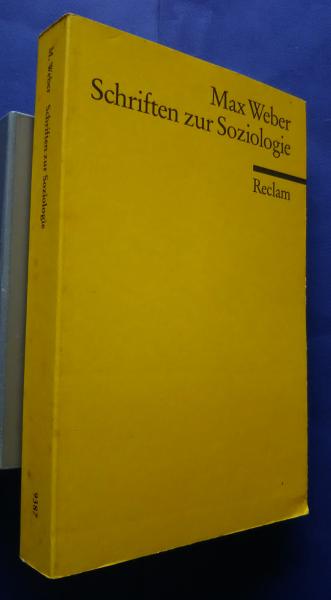 Max Weber
Schriften zur Soziologie
Reclam
M. Weber Schriften zur Soziologie
9387